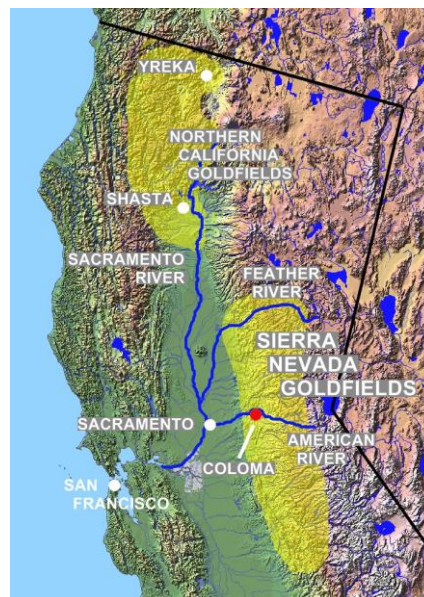 YREKA
NORTHERN
CALIFORNIA
GOLDFIELDS
SHASTA
SACRAMENTO
RIVER
FEATHER
RIVER
SIERRA
NEVADA
GOLDFIELDS
SACRAMENTO
AMERICAN
RIVER
COLOMA
SAN
FRANCISCO